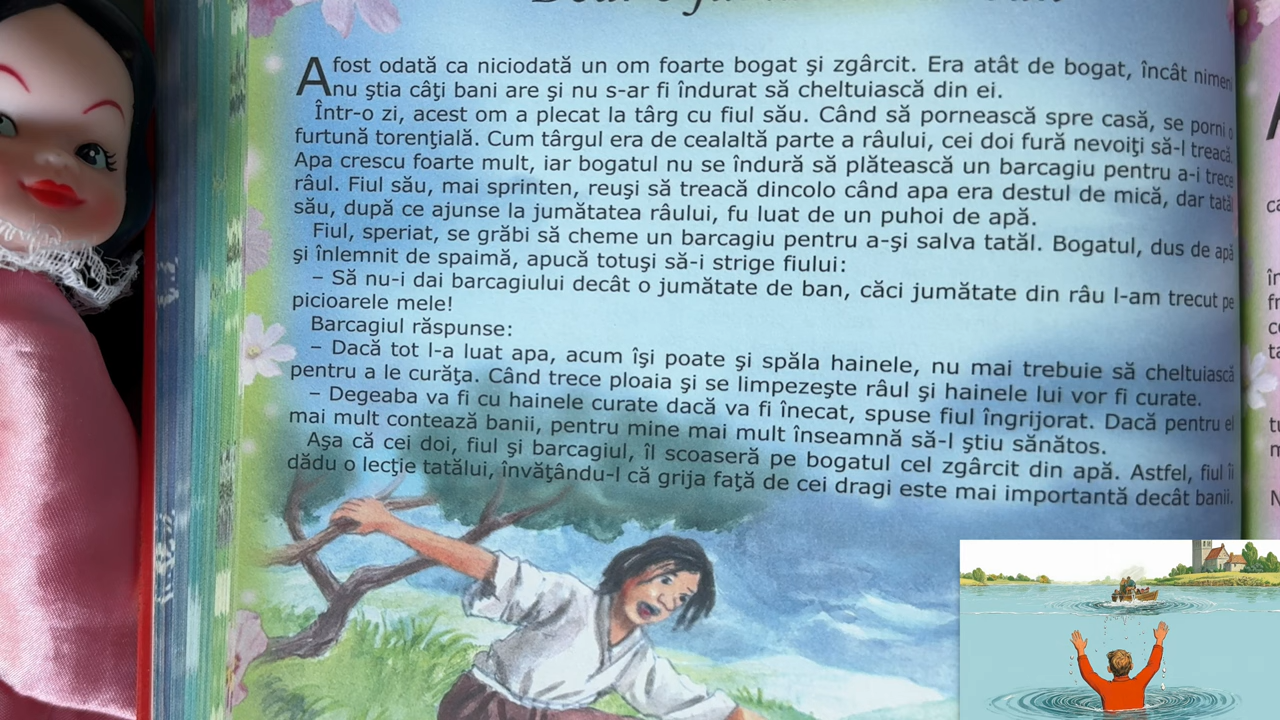 A fost odată ca niciodată un om foarte bogat şi zgârcit. Era atât de bogat, încât nimeni
nu ştia câţi bani are şi nu s-ar fi îndurat să cheltuiască din ei.
Într-o zi, acest om a plecat la târg cu fiul său. Când să pornească spre casă, se porni o
furtună torenţială. Cum târgul era de cealaltă parte a râului, cei doi fură nevoiţi să-l treacă.
Apa crescu foarte mult, iar bogatul nu se îndură să plătească un barcagiu pentru a-i trece
râul. Fiul său, mai sprinten, reuşi să treacă dincolo când apa era destul de mică, dar tatăl
său, după ce ajunse la jumătatea râului, fu luat de un puhoi de apă.
Fiul, speriat, se grăbi să cheme un barcagiu pentru a-şi salva tatăl. Bogatul, dus de apă
şi înlemnit de spaimă, apucă totuşi să-i strige fiului:
– Să nu-i dai barcagiului decât o jumătate de ban, căci jumătate din râu l-am trecut pe
picioarele mele!
Barcagiul răspunse:
– Dacă tot l-a luat apa, acum îşi poate şi spăla hainele, nu mai trebuie să cheltuiască
pentru a le curăţa. Când trece ploaia şi se limpezeşte râul şi hainele lui vor fi curate.
– Degeaba va fi cu hainele curate dacă va fi înecat, spuse fiul îngrijorat. Dacă pentru el
mai mult contează banii, pentru mine mai mult înseamnă să-l ştiu sănătos.
Aşa că cei doi, fiul şi barcagiul, îl scoaseră pe bogatul cel zgârcit din apă. Astfel, fiul îi
dădu o lecţie tatălui, învăţându-l că grija faţă de cei dragi este mai importantă decât banii.